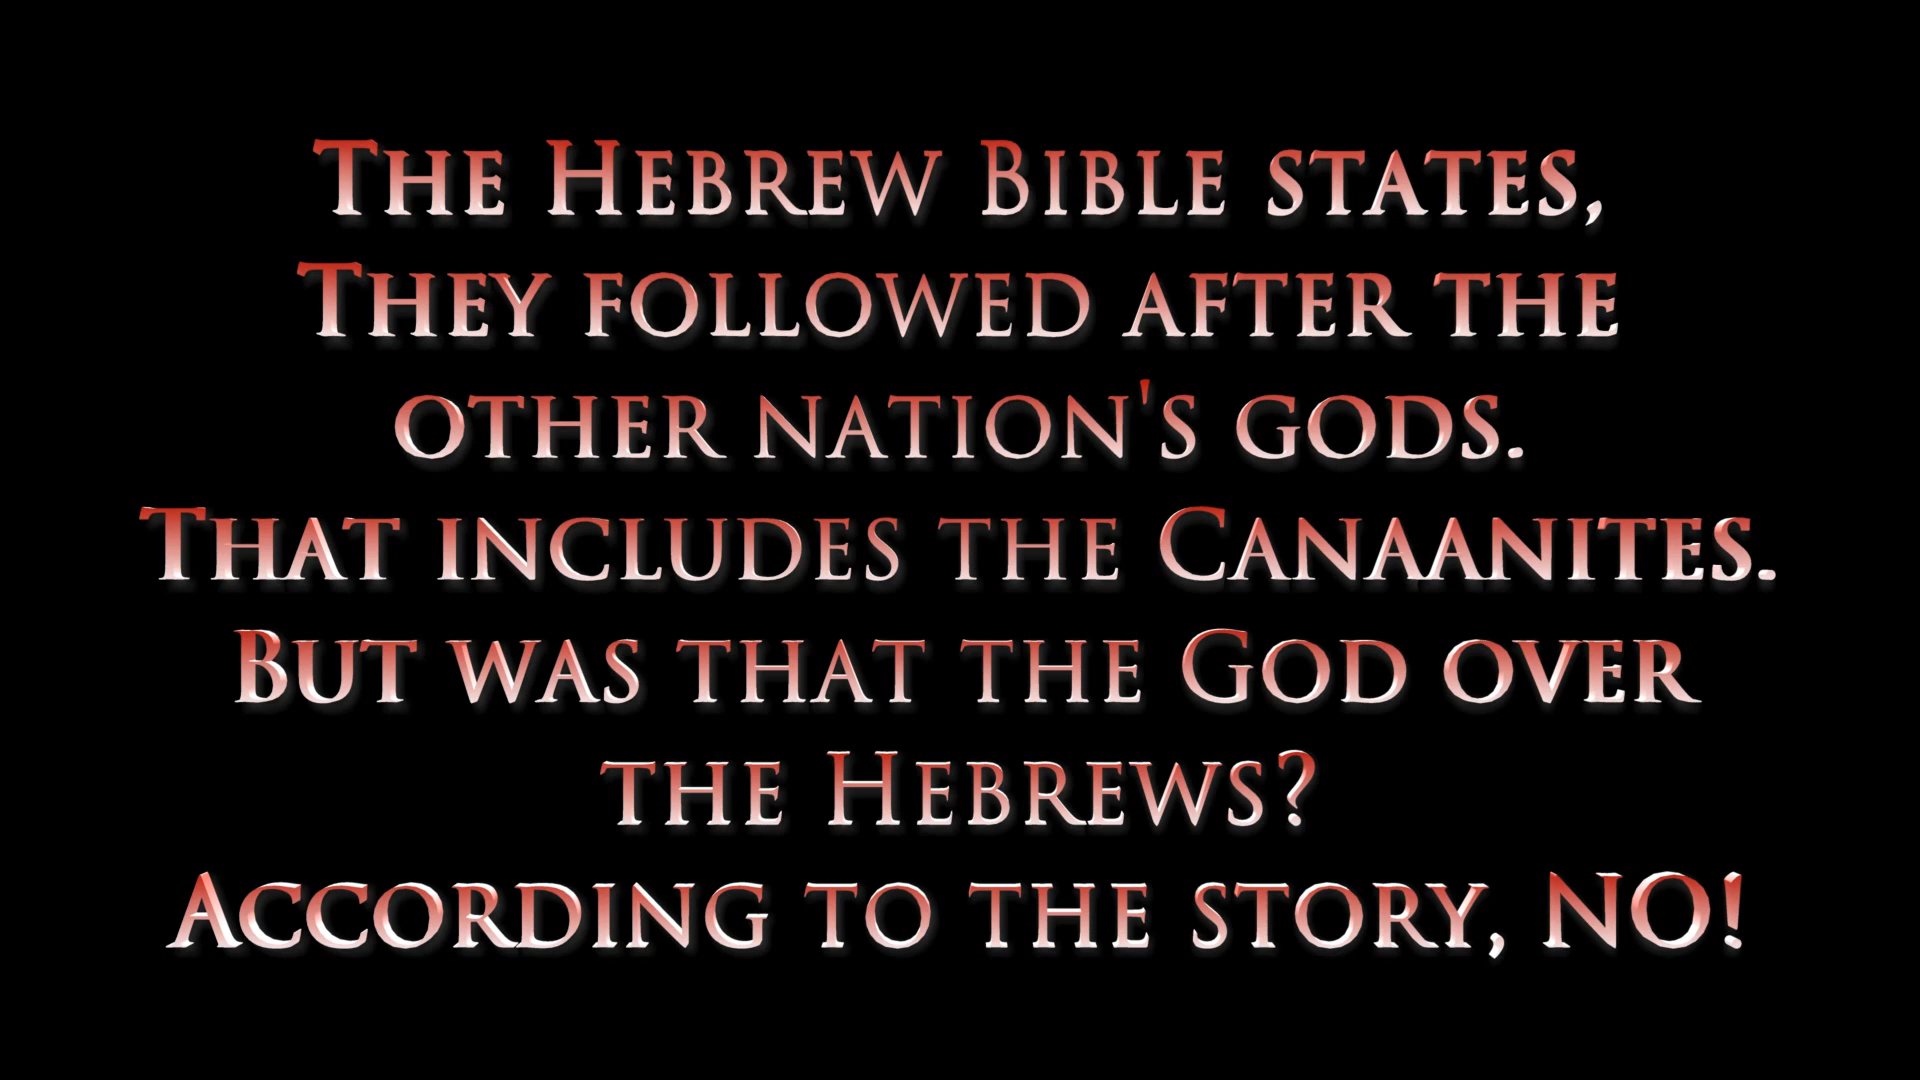 The Hebrew Bible states,
They followed after the
other nation's gods.
That includes the Canaanites.
But was that the God over
the Hebrews?
According to the story, NO!